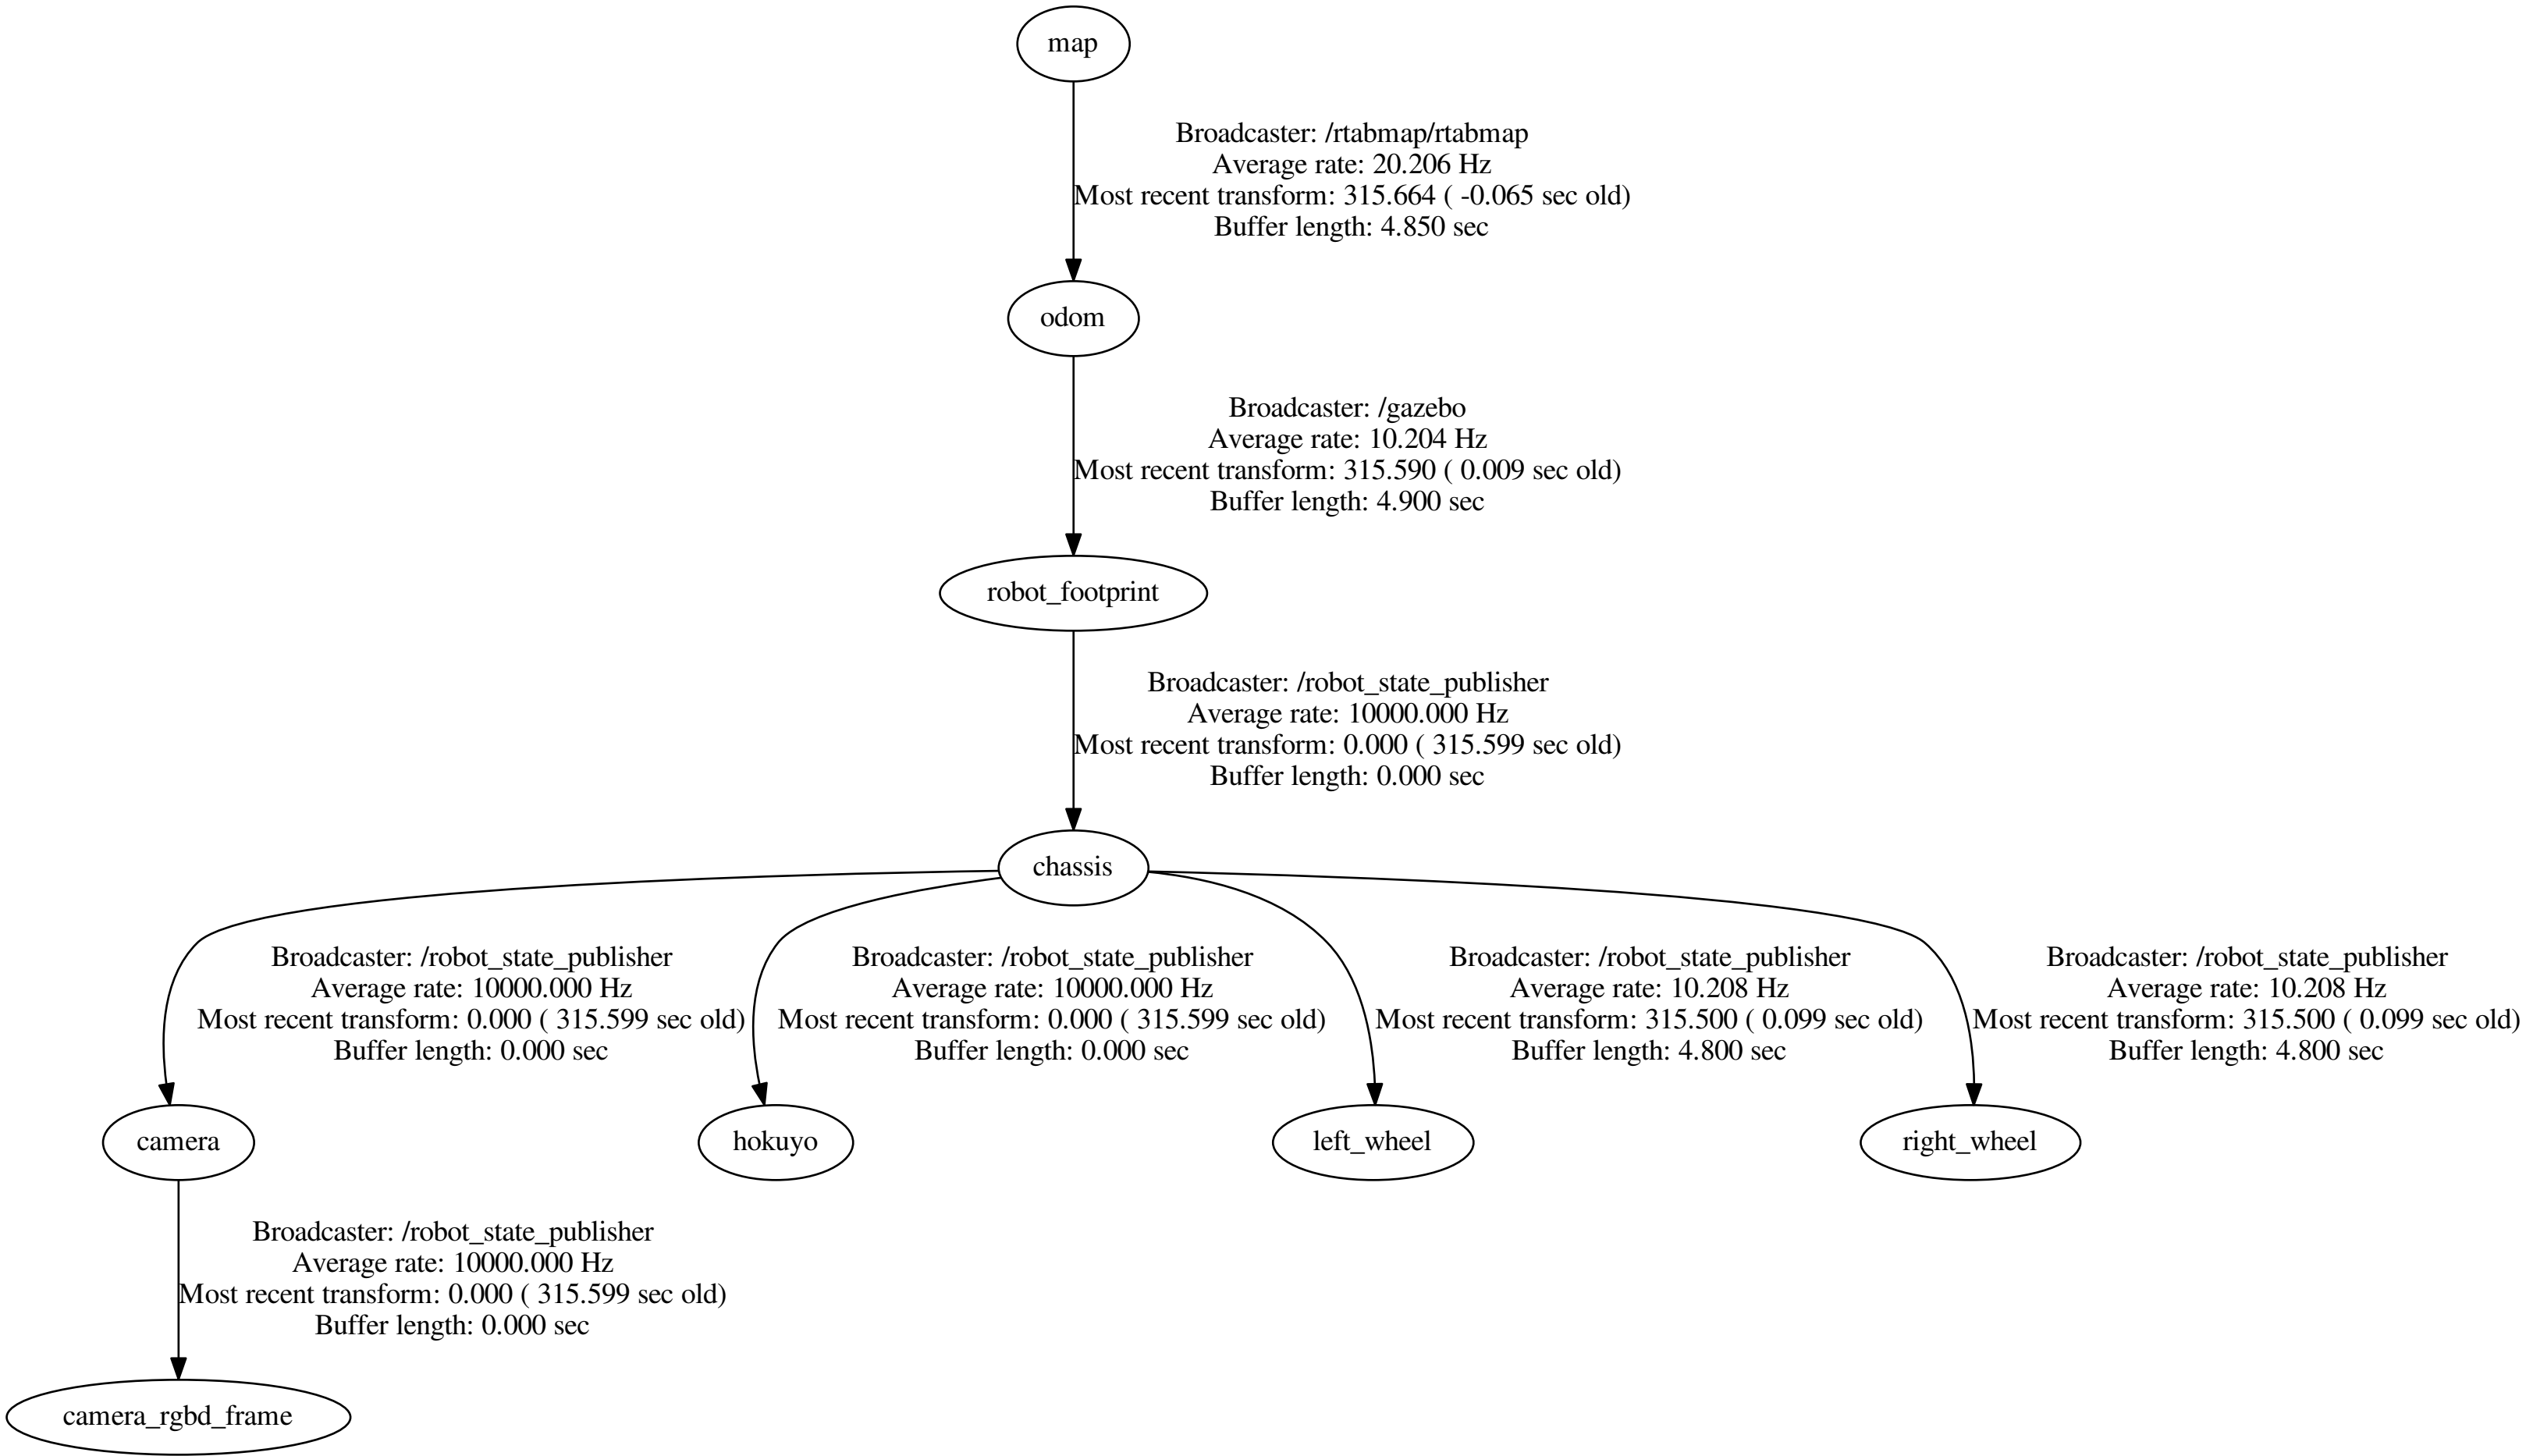 map
Broadcaster: /rtabmap/rtabmap
Average rate: 20.206 Hz
Most recent transform: 315.664 ( -0.065 sec old)
Buffer length: 4.850 sec
odom
Broadcaster: /gazebo
Average rate: 10.204 Hz
Most recent transform: 315.590 ( 0.009 sec old)
Buffer length: 4.900 sec
robot_footprint
Broadcaster: /robot_state_publisher
Average rate: 10000.000 Hz
Most recent transform: 0.000 ( 315.599 sec old)
Buffer length: 0.000 sec
chassis
Broadcaster: /robot_state_publisher
Average rate: 10000.000 Hz
Most recent transform: 0.000 ( 315.599 sec old)
Buffer length: 0.000 sec
Broadcaster: /robot_state_publisher
Average rate: 10000.000 Hz
Most recent transform: 0.000 ( 315.599 sec old)
Buffer length: 0.000 sec
Broadcaster: /robot_state_publisher
Average rate: 10.208 Hz
Most recent transform: 315.500 ( 0.099 sec old)
Buffer length: 4.800 sec
Broadcaster: /robot_state_publisher
Average rate: 10.208 Hz
Most recent transform: 315.500 ( 0.099 sec old)
Buffer length: 4.800 sec
camera
hokuyo
left_wheel
right_wheel
Broadcaster: /robot_state_publisher
Average rate: 10000.000 Hz
Most recent transform: 0.000 ( 315.599 sec old)
Buffer length: 0.000 sec
camera_rgbd_frame